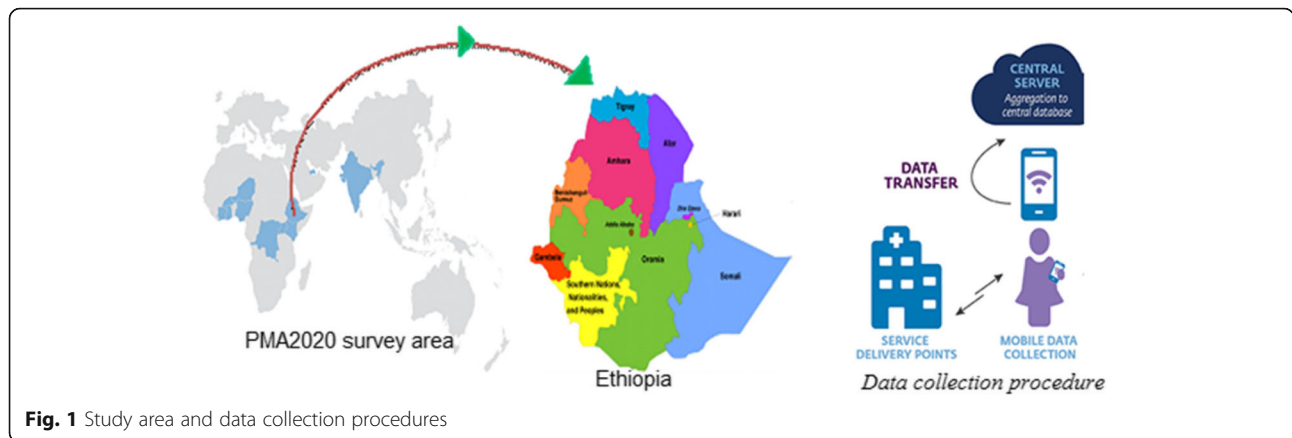 PMA2020 survey area
Tigray
Afar
Amhara
Benishangul
Gumuz
Dire Dawa
Harari
Addis Ababa
Gambela
Oromia
Somali
Southern Nations,
Nationalities,
and Peoples
Ethiopia
CENTRAL
SERVER
Aggregation to
central database
DATA
TRANSFER
SERVICE
DELIVERY POINTS
MOBILE DATA
COLLECTION
Data collection procedure
Fig. 1 Study area and data collection procedures